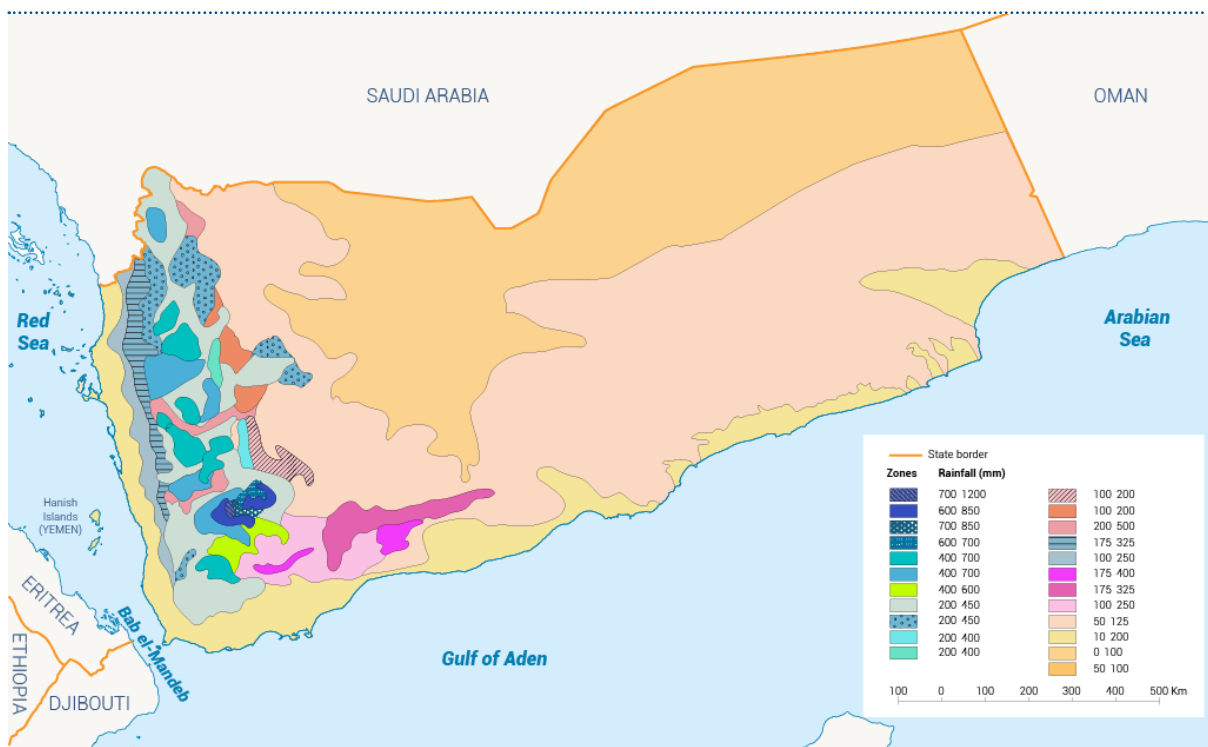 SAUDI ARABIA
OMAN
Red
Sea
Arabian
Sea
Hanish
Islands
(YEMEN)
ERITREA
ETHIOPIA
DJIBOUTI
Bab el-Mandeb
Gulf of Aden
State border
Zones Rainfall (mm)
700 1200
600 850
700 850
600 700
400 700
400 700
400 600
200 450
200 450
200 400
200 400
100 200
100 200
200 500
175 325
100 250
175 400
175 325
100 250
50 125
10 200
0 100
50 100
100 0 100 200 300 400 500 Km